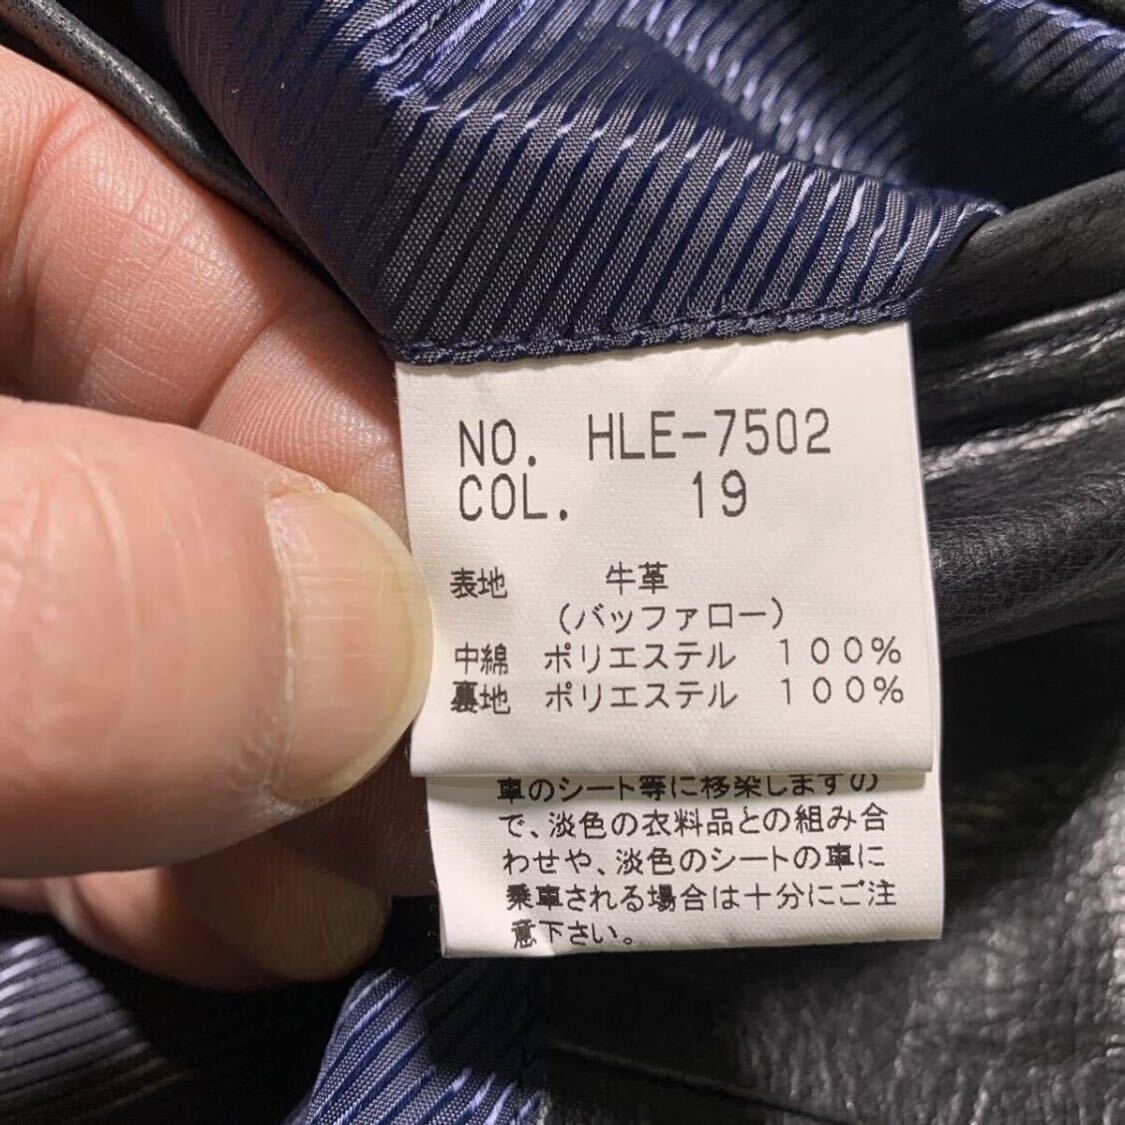 NO. HLE-7502
COL. 19
表地 牛革
(バッファロー)
中綿 ポリエステル 100%
裏地 ポリエステル 100%
車のシート等に移染しますの
で、淡色の衣料品との組み合
わせや、淡色のシートの車に
乗車される場合は十分にご注
意下さい。